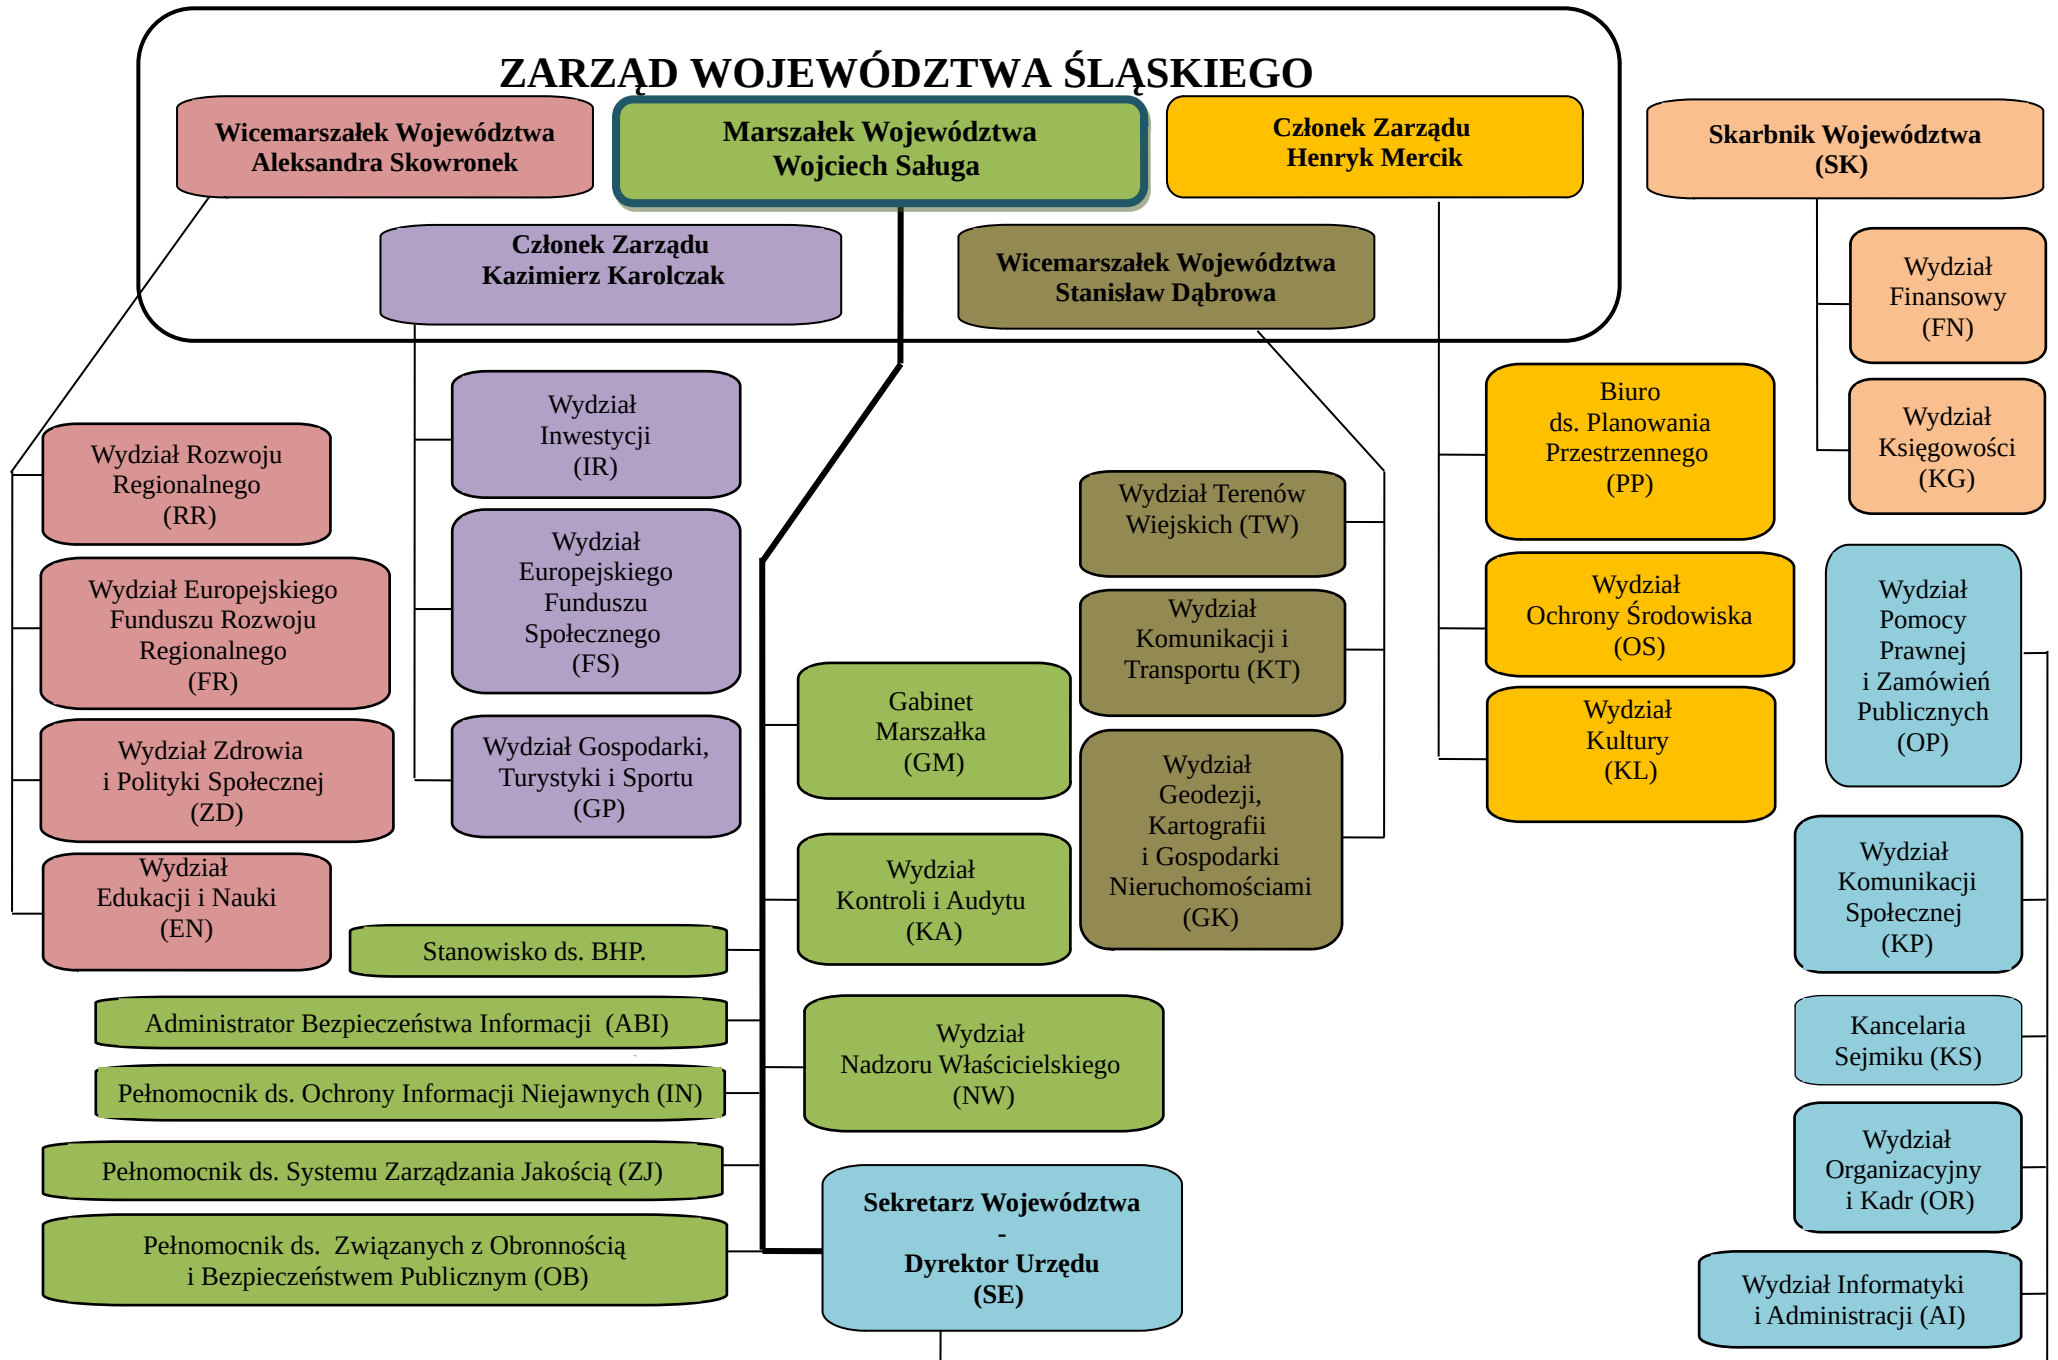 ZARZĄD WOJEWÓDZTWA ŚLĄSKIEGO
Wicemarszałek Województwa
Aleksandra Skowronek
Marszałek Województwa
Wojciech Saługa
Członek Zarządu
Henryk Mercik
Skarbnik Województwa
(SK)
Członek Zarządu
Kazimierz Karolczak
Wicemarszałek Województwa
Stanisław Dąbrowa
Wydział
Finansowy
(FN)
Wydział
Księgowości
(KG)
Wydział Rozwoju
Regionalnego
(RR)
Wydział Europejskiego
Funduszu Rozwoju
Regionalnego
(FR)
Wydział Zdrowia
i Polityki Społecznej
(ZD)
Wydział
Edukacji i Nauki
(EN)
Wydział
Inwestycji
(IR)
Wydział
Europejskiego
Funduszu
Społecznego
(FS)
Wydział Gospodarki,
Turystyki i Sportu
(GP)
Gabinet
Marszałka
(GM)
Wydział
Kontroli i Audytu
(KA)
Wydział
Nadzoru Właścicielskiego
(NW)
Stanowisko ds. BHP.
Administrator Bezpieczeństwa Informacji  (ABI)
Pełnomocnik ds. Ochrony Informacji Niejawnych (IN)
Pełnomocnik ds. Systemu Zarządzania Jakością (ZJ)
Pełnomocnik ds.  Związanych z Obronnością
i Bezpieczeństwem Publicznym (OB)
Sekretarz Województwa
-
Dyrektor Urzędu
(SE)
Wydział Terenów
Wiejskich (TW)
Wydział
Komunikacji i
Transportu (KT)
Wydział
Geodezji,
Kartografii
i Gospodarki
Nieruchomościami
(GK)
Biuro
ds. Planowania
Przestrzennego
(PP)
Wydział
Ochrony Środowiska
(OS)
Wydział
Kultury
(KL)
Wydział
Pomocy
Prawnej
i Zamówień
Publicznych
(OP)
Wydział
Komunikacji
Społecznej
(KP)
Kancelaria
Sejmiku (KS)
Wydział
Organizacyjny
i Kadr (OR)
Wydział Informatyki
i Administracji (AI)